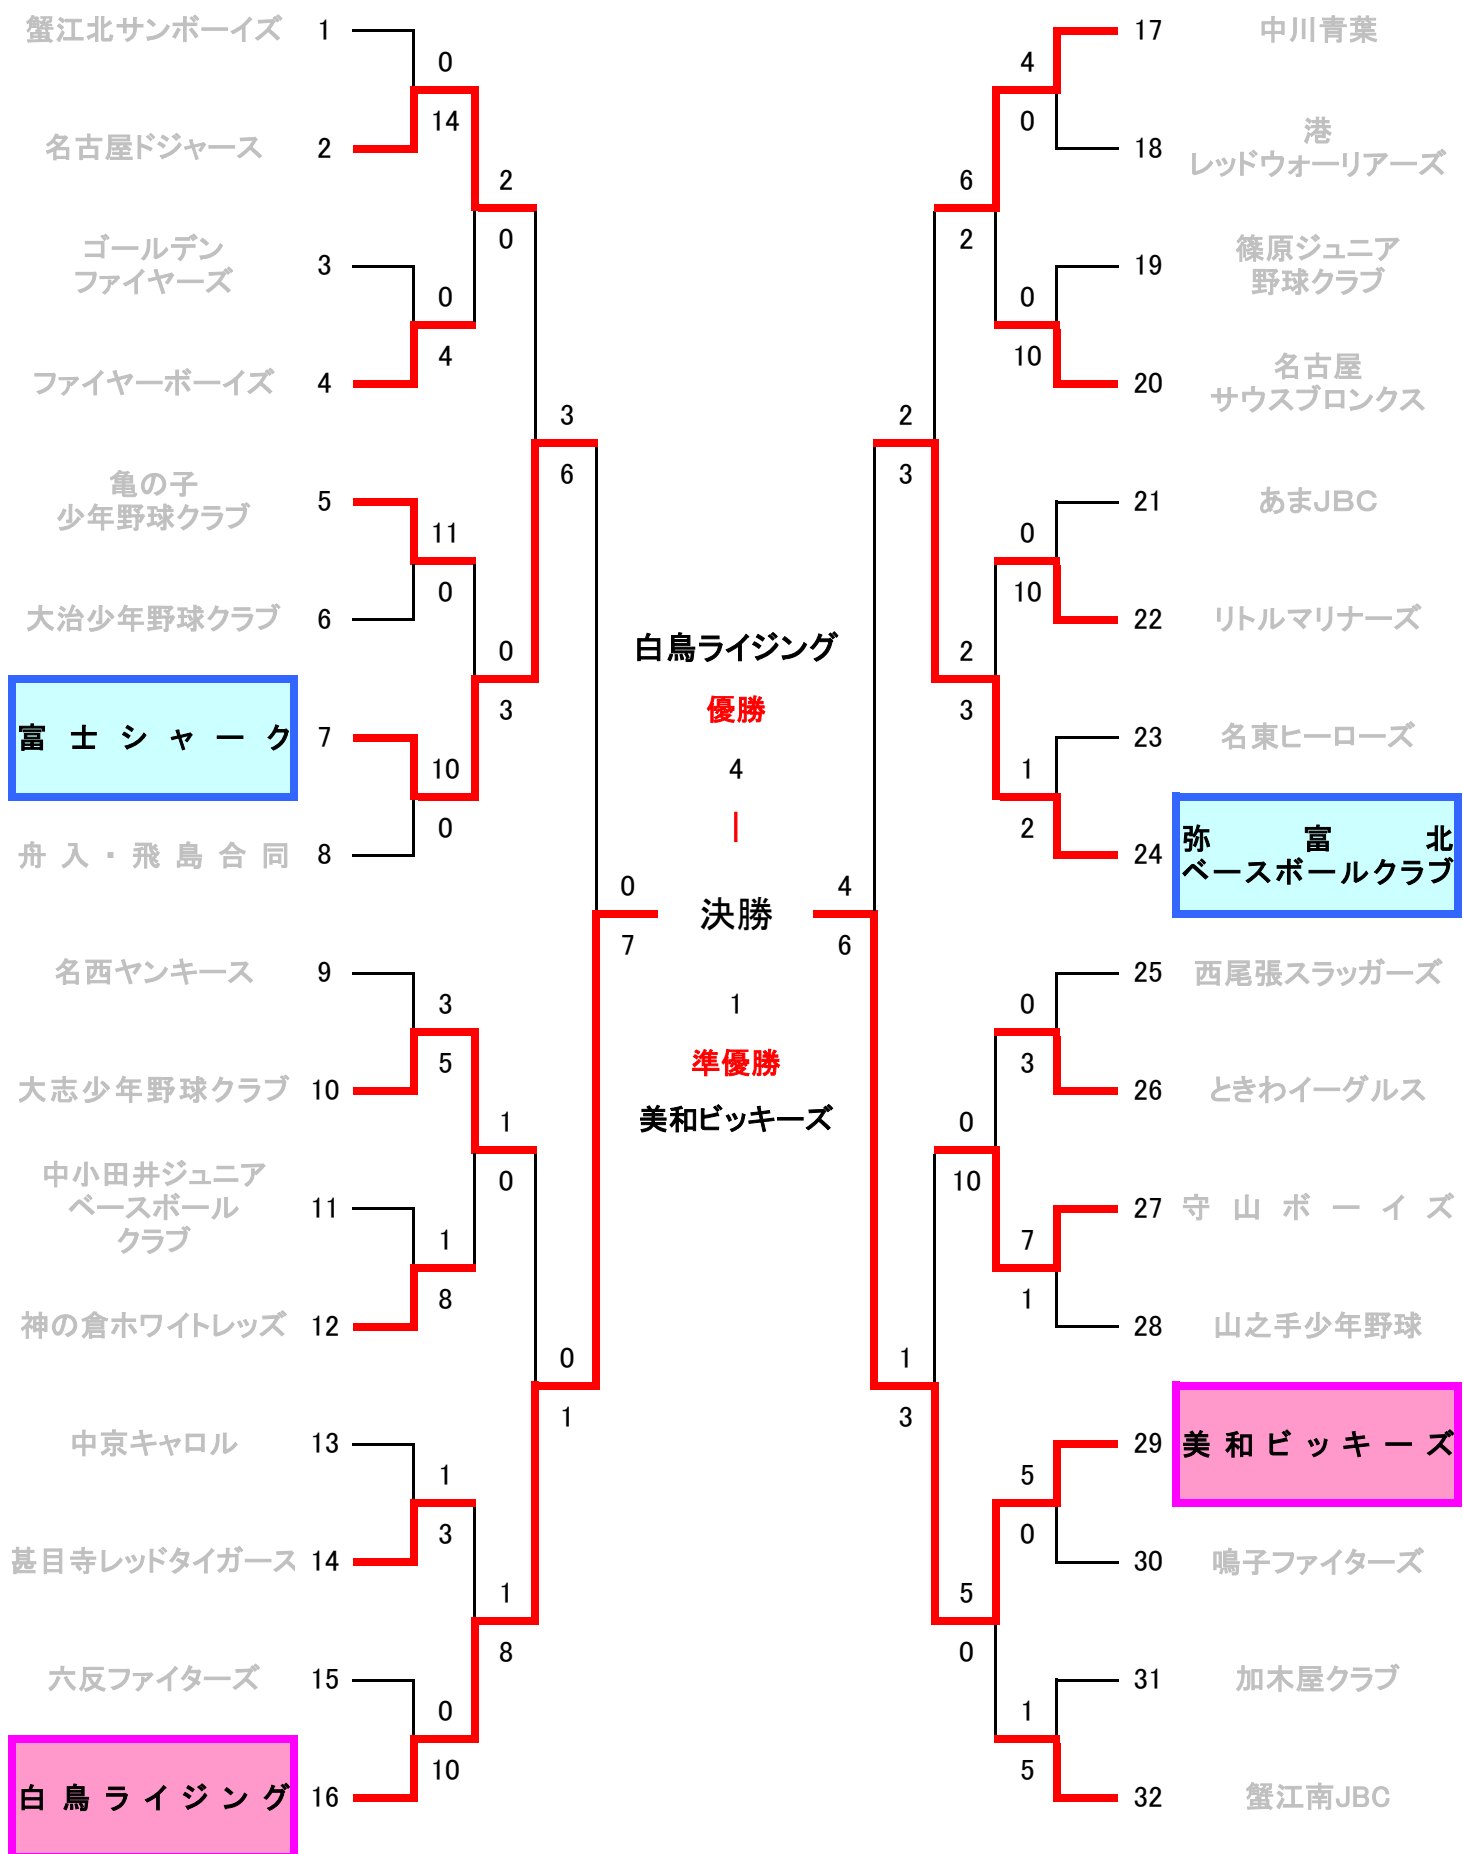 蟹江北サンボーイズ 1
0
14
名古屋ドジャース 2
2
0
ゴールデン
ファイヤーズ 3
0
4
ファイヤーボーイズ 4
3
6
亀の子
少年野球クラブ 5
11
0
大治少年野球クラブ 6
0
3
富士シャーク 7
10
0
舟入・飛島合同 8
0
7
名西ヤンキース 9
3
5
大志少年野球クラブ 10
1
0
中小田井ジュニア
ベースボール
クラブ 11
1
8
神の倉ホワイトレッズ 12
0
1
中京キャロル 13
1
3
甚目寺レッドタイガース 14
1
8
六反ファイターズ 15
0
10
白鳥ライジング 16
白鳥ライジング
優勝
4
|
決勝
1
準優勝
美和ビッキーズ
17 中川青葉
4
0
18 港
レッドウォーリアーズ
6
2
19 篠原ジュニア
野球クラブ
0
10
20 名古屋
サウスブロンクス
2
3
21 あまJBC
0
10
22 リトルマリナーズ
2
3
23 名東ヒーローズ
1
2
24 弥富北
ベースボールクラブ
4
6
25 西尾張スラッガーズ
0
3
26 ときわイーグルス
0
10
27 守山ボーイズ
7
1
28 山之手少年野球
1
3
29 美和ビッキーズ
5
0
30 鳴子ファイターズ
5
0
31 加木屋クラブ
1
5
32 蟹江南JBC